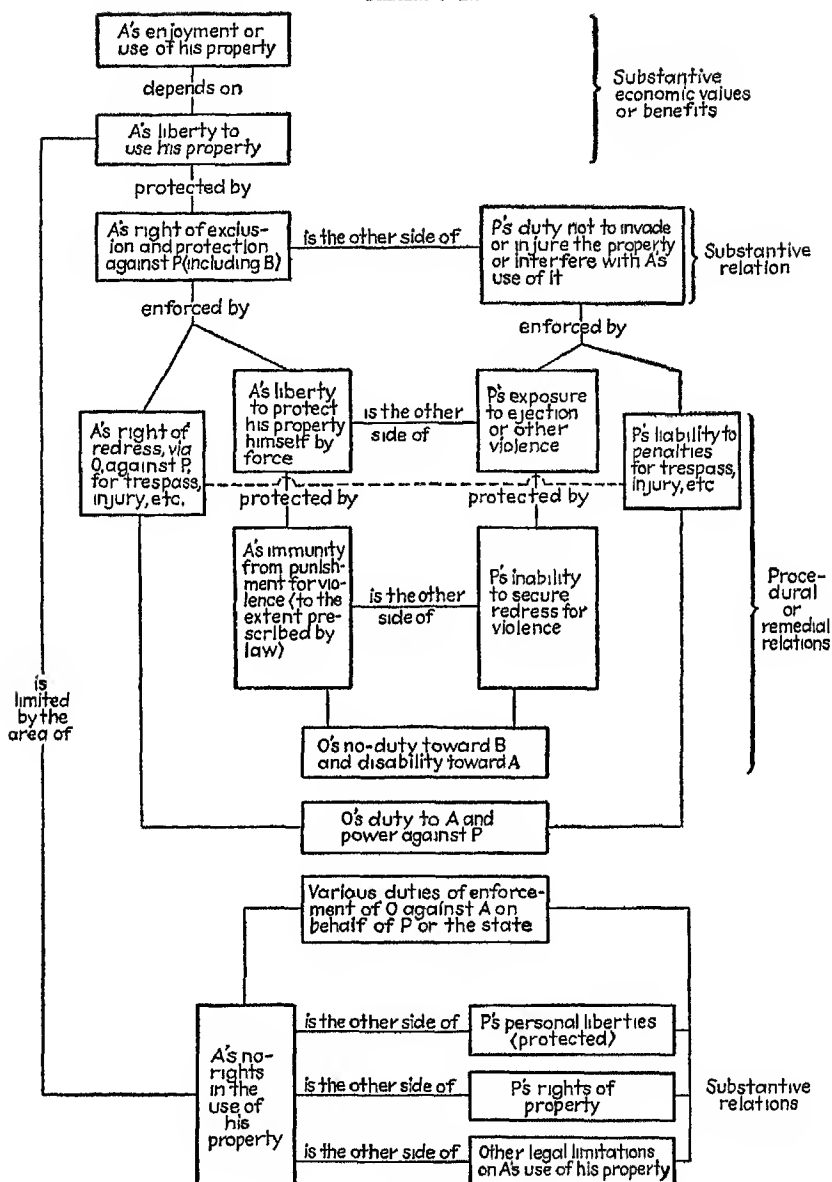 A's enjoyment or
use of his property
depends on
A's liberty to
use his property
Substantive
economic values
or benefits
protected by
A's right of exclus-
ion and protection
against P (including B)
is the other side of
P's duty not to invade
or injure the property
or interfere with A's
use of it
Substantive
relation
enforced by
enforced by
A's right of
redress, via
O, against P,
for trespass,
injury, etc.
A's liberty
to protect
his property
himself by
force
is the other
side of
P's exposure
to ejection
or other
violence
P's liability to
penalties
for trespass,
injury, etc
protected by
protected by
A's immunity
from punish-
ment for vio-
lence (to the
extent pre-
scribed by
law)
is the other
side of
P's inability
to secure
redress for
violence
Proce-
dural
or
remedial
relations
is
limited
by the
area of
O's no-duty toward B
and disability toward A
O's duty to A and
power against P
Various duties of enforce-
ment of O against A on
behalf of P or the state
A's no-
rights
in the
use of
his
property
is the other side of
P's personal liberties
(protected)
is the other side of
P's rights of
property
is the other side of
Other legal limitations
on A's use of his property
Substantive
relations